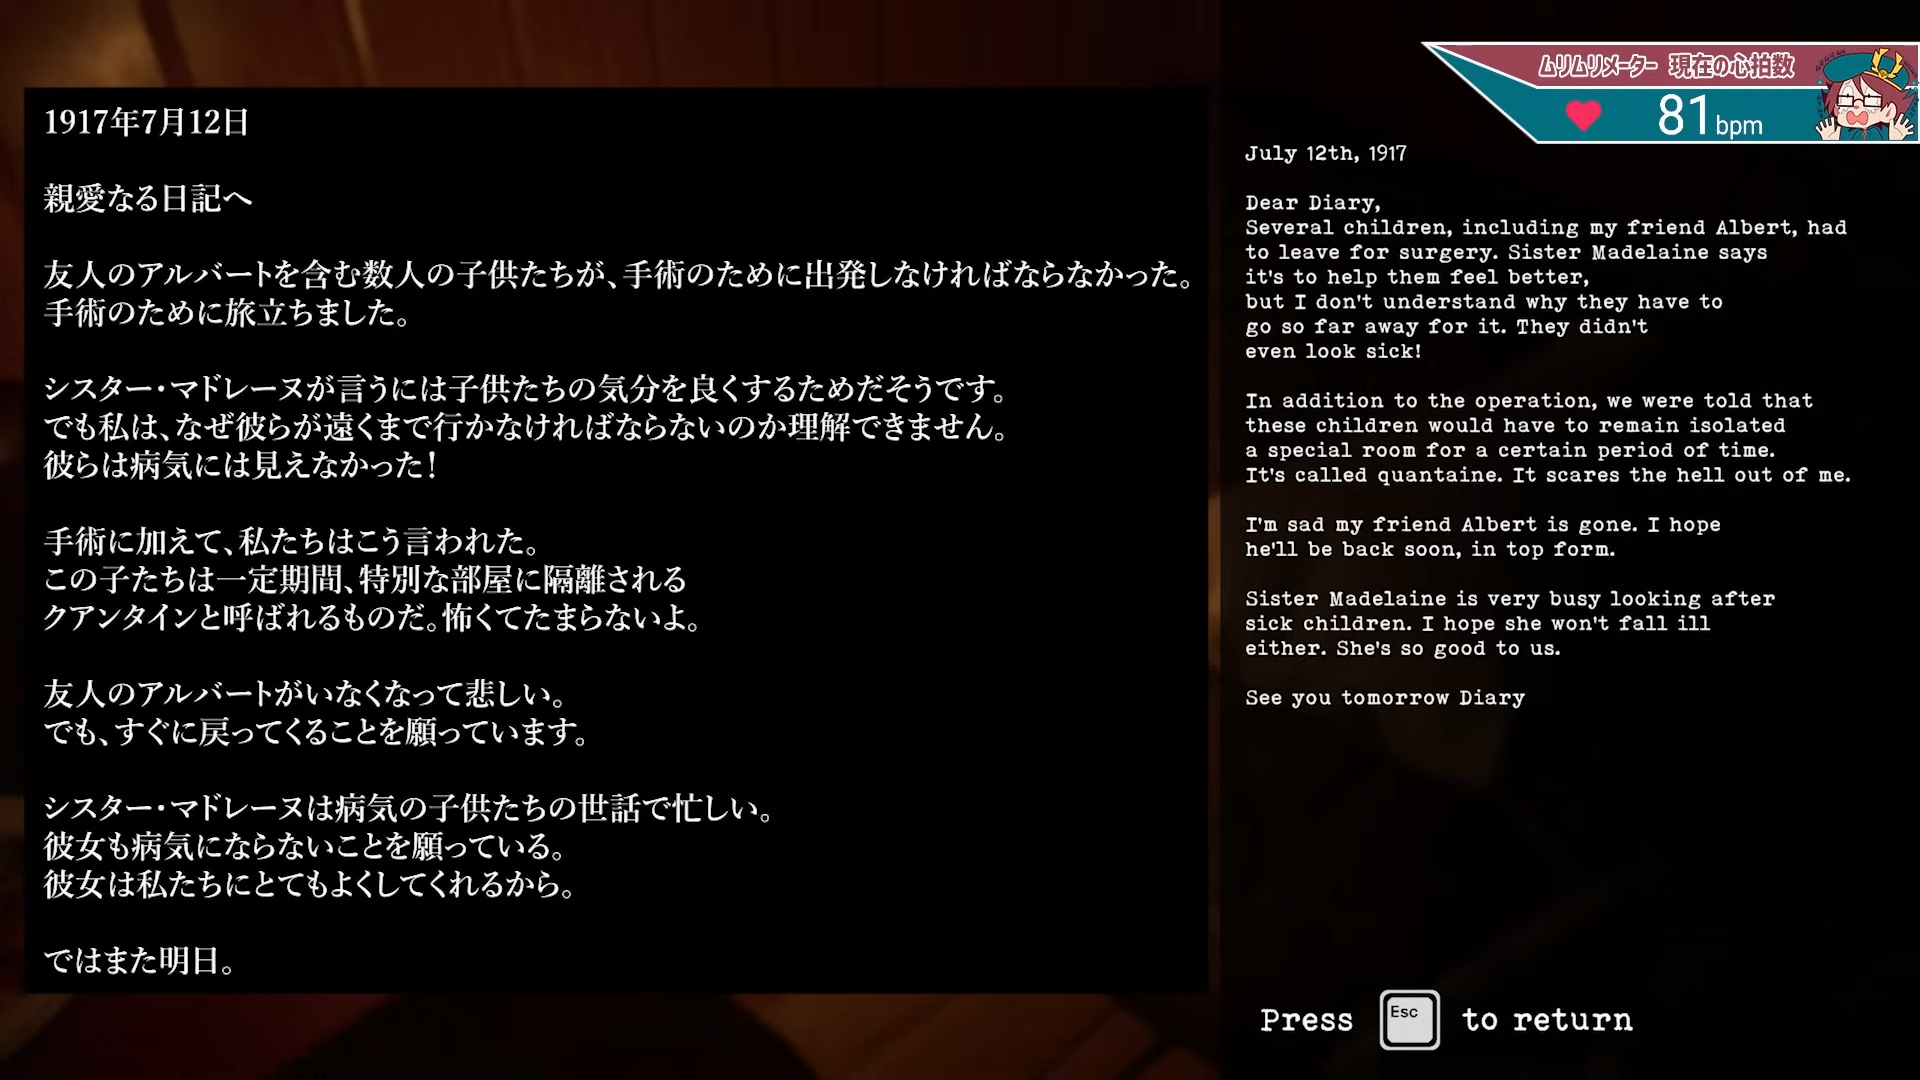 1917年7月12日
親愛なる日記へ
友人のアルバートを含む数人の子供たちが、手術のために出発しなければならなかった。
手術のために旅立ちました。
シスター・マドレーヌが言うには子供たちの気分を良くするためだそうです。
でも私は、なぜ彼らが遠くまで行かなければならないのか理解できません。
彼らは病気には見えなかった！
手術に加えて、私たちはこう言われた。
この子たちは一定期間、特別な部屋に隔離される
クアンタインと呼ばれるものだ。怖くてたまらないよ。
友人のアルバートがいなくなって悲しい。
でも、すぐに戻ってくることを願っています。
シスター・マドレーヌは病気の子供たちの世話で忙しい。
彼女も病気にならないことを願っている。
彼女は私たちにとてもよくしてくれるから。
ではまた明日。
ムリムリメーター 現在の心拍数
81 bpm
July 12th, 1917
Dear Diary,
Several children, including my friend Albert, had
to leave for surgery. Sister Madelaine says
it's to help them feel better,
but I don't understand why they have to
go so far away for it. They didn't
even look sick!
In addition to the operation, we were told that
these children would have to remain isolated
a special room for a certain period of time.
It's called quantaine. It scares the hell out of me.
I'm sad my friend Albert is gone. I hope
he'll be back soon, in top form.
Sister Madelaine is very busy looking after
sick children. I hope she won't fall ill
either. She's so good to us.
See you tomorrow Diary
Press Esc to return